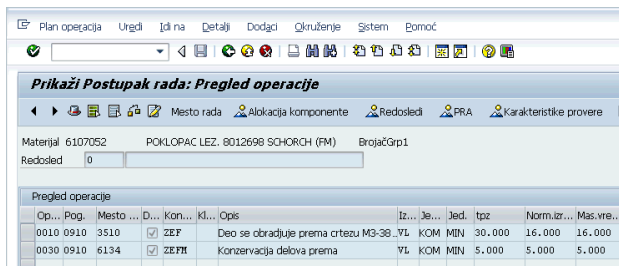 Plan operacija Uredi Idi na Detalji Dodaci Okruženje Sistem Pomoć
Prikaži Postupak rada: Pregled operacije
Mesto rada Alokacija komponente Redosledi PRA Karakteristike provere
Materijal 6107052 POKLOPAC LEZ. 8012698 SCHORCH (FM) BrojačGrp1
Redosled 0
Pregled operacije
Op... Pog. Mesto ... D... Kon... Kl... Opis Iz... Je... Jed. tpz Norm.izr... Mas.vre...
0010 0910 3510 ZEF Deo se obradjuje prema crtezu M3-38 .. VL KOM MIN 30.000 16.000 16.000
0030 0910 6134 ZEFM Konzervacija delova prema VL KOM MIN 5.000 5.000 5.000